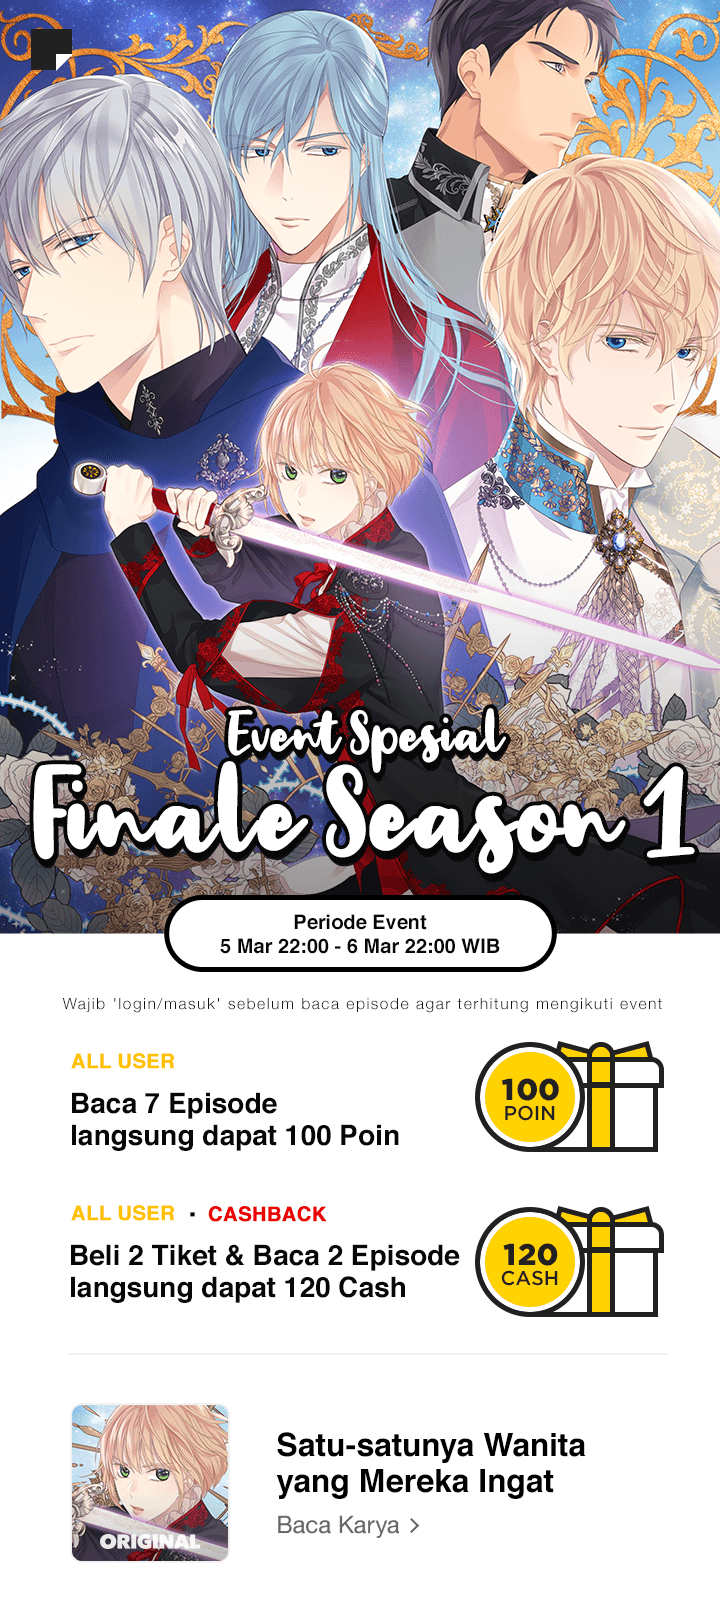 Event Spesial
Finale Season 1
Periode Event
5 Mar 22:00 - 6 Mar 22:00 WIB
Wajib 'login/masuk' sebelum baca episode agar terhitung mengikuti event
ALL USER
Baca 7 Episode
langsung dapat 100 Poin
100
POIN
ALL USER · CASHBACK
Beli 2 Tiket & Baca 2 Episode
langsung dapat 120 Cash
120
CASH
ORIGINAL
Satu-satunya Wanita
yang Mereka Ingat
Baca Karya >